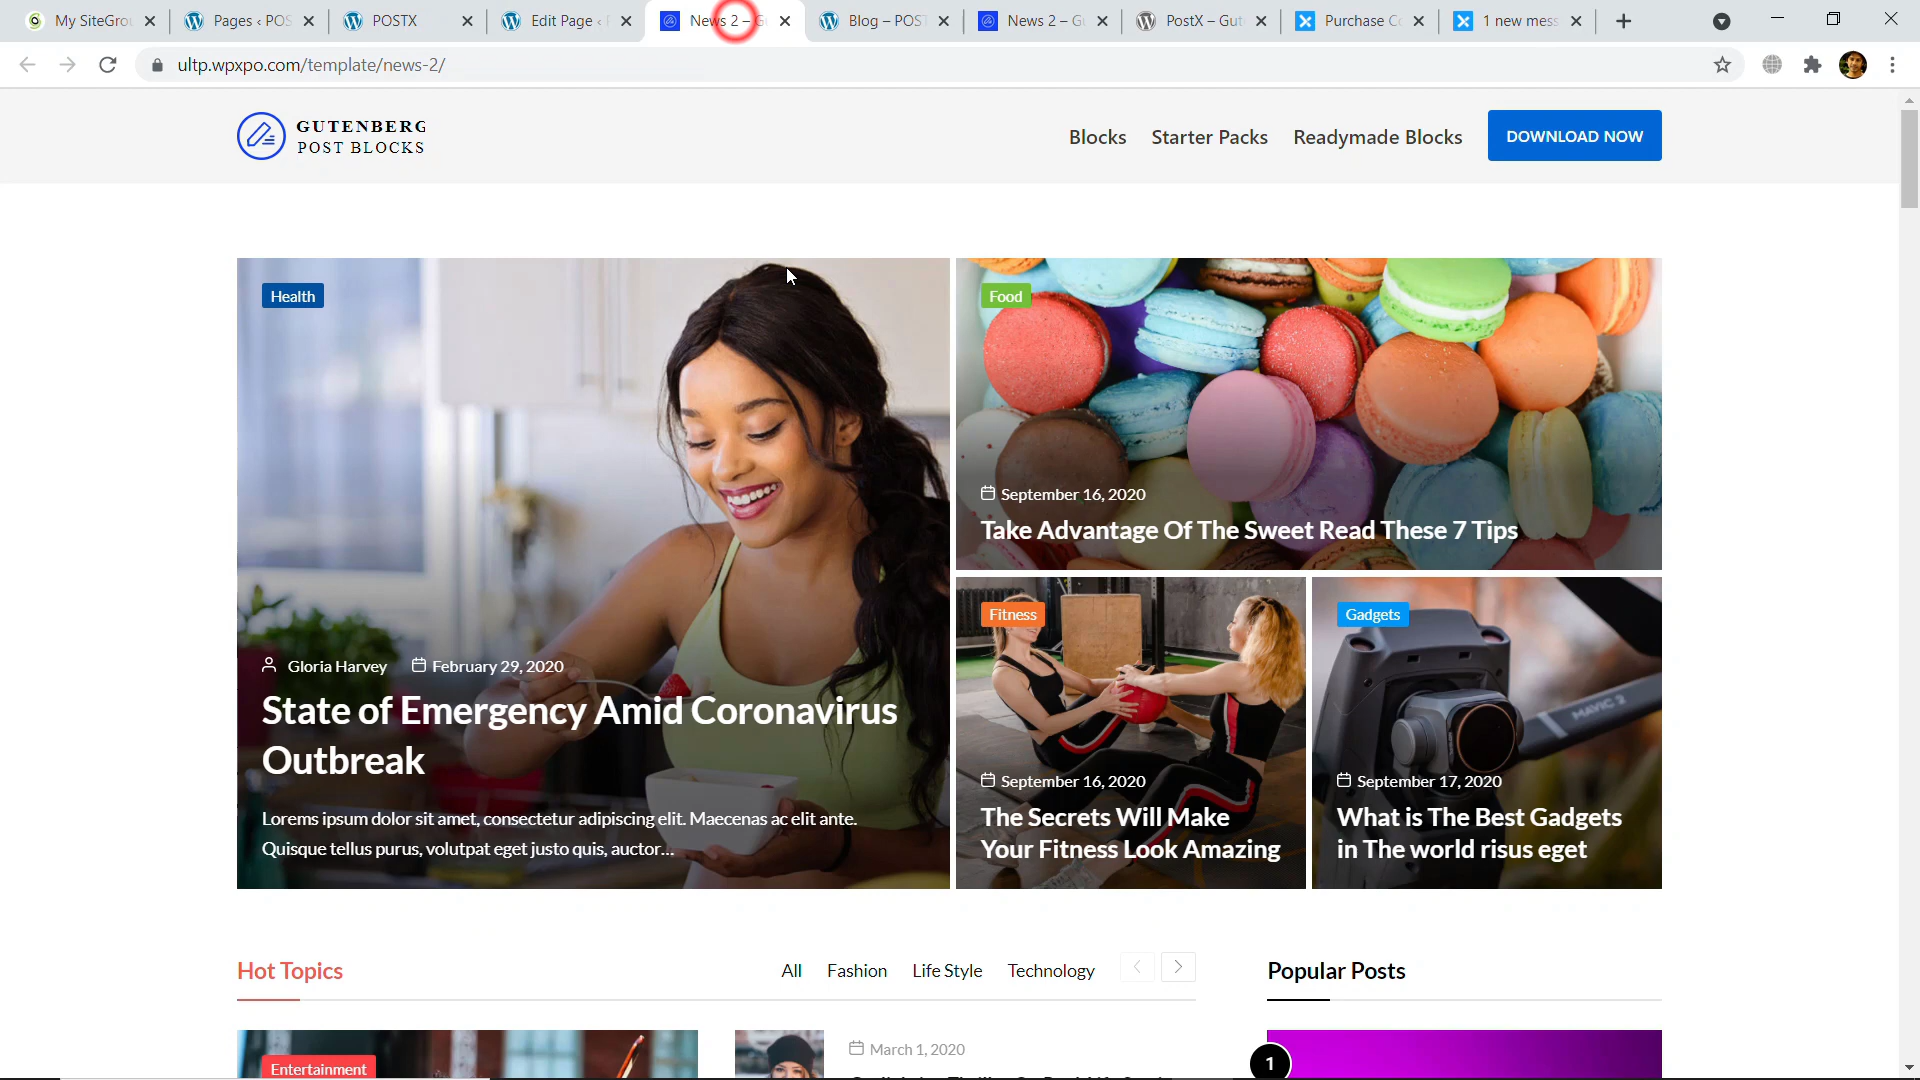 My SiteGrou
Pages ‹ POS
POSTX
Edit Page ‹
News 2 – G
Blog – POST
News 2 – Gu
PostX – Gut
Purchase Co
1 new mess
ultp.wpxpo.com/template/news-2/
GUTENBERG
POST BLOCKS
Blocks
Starter Packs
Readymade Blocks
DOWNLOAD NOW
Health
Gloria Harvey February 29, 2020
State of Emergency Amid Coronavirus
Outbreak
Lorems ipsum dolor sit amet, consectetur adipiscing elit. Maecenas ac elit ante.
Quisque tellus purus, volutpat eget justo quis, auctor...
Food
September 16, 2020
Take Advantage Of The Sweet Read These 7 Tips
Fitness
September 16, 2020
The Secrets Will Make
Your Fitness Look Amazing
Gadgets
MAVIC 2
September 17, 2020
What is The Best Gadgets
in The world risus eget
Hot Topics
All Fashion Life Style Technology
Popular Posts
Entertainment
March 1, 2020
1